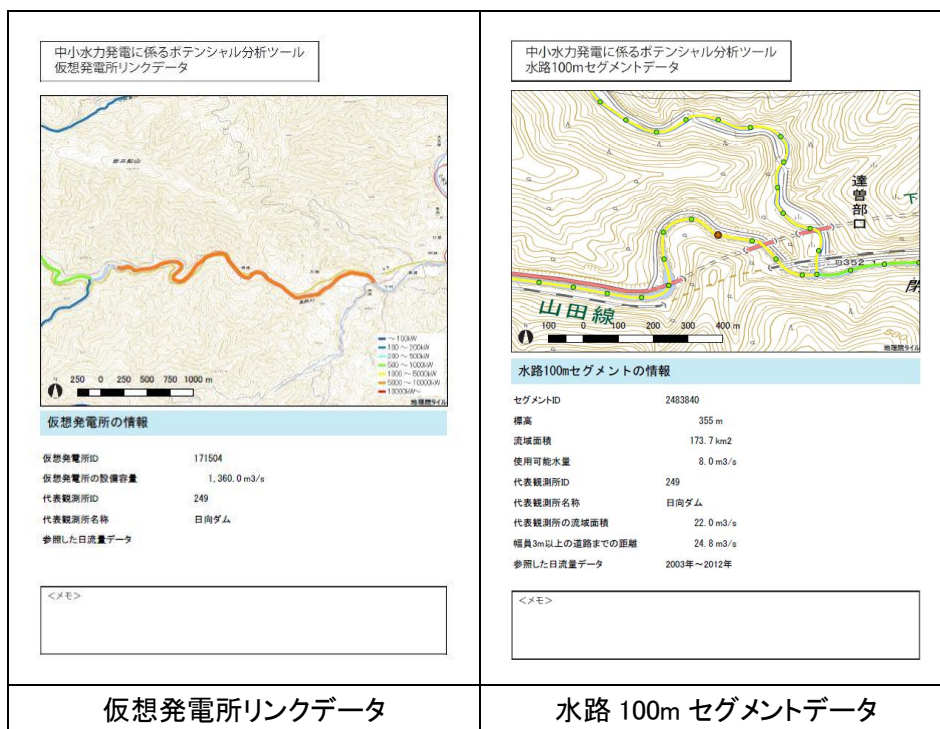 中小水力発電に係るポテンシャル分析ツール
仮想発電所リンクデータ
～100kW
100～200kW
200～500kW
500～1000kW
1000～5000kW
5000～10000kW
10000kW～
N
250 0 250 500 750 1000 m
地理院タイル
仮想発電所の情報
仮想発電所ID 171504
仮想発電所の設備容量 1,360.0 m3/s
代表観測所ID 249
代表観測所名称 日向ダム
参照した日流量データ
<メモ>
仮想発電所リンクデータ
中小水力発電に係るポテンシャル分析ツール
水路100mセグメントデータ
達曽部口
下
352
山田線
N
100 0 100 200 300 400 m
地理院タイル
水路100mセグメントの情報
セグメントID 2483840
標高 355 m
流域面積 173.7 km2
使用可能水量 8.0 m3/s
代表観測所ID 249
代表観測所名称 日向ダム
代表観測所の流域面積 22.0 m3/s
幅員3m以上の道路までの距離 24.8 m3/s
参照した日流量データ 2003年～2012年
<メモ>
水路 100m セグメントデータ